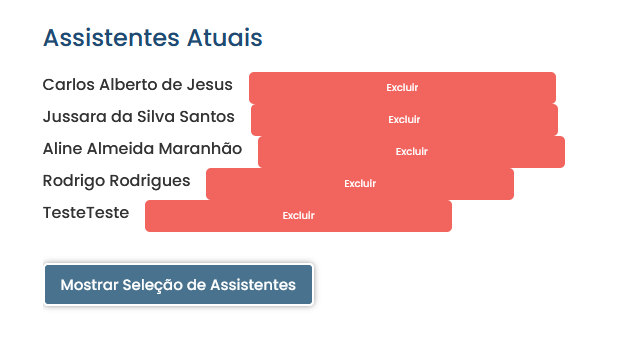 Assistentes Atuais
Carlos Alberto de Jesus Excluir
Jussara da Silva Santos Excluir
Aline Almeida Maranhão Excluir
Rodrigo Rodrigues Excluir
TesteTeste Excluir
Mostrar Seleção de Assistentes